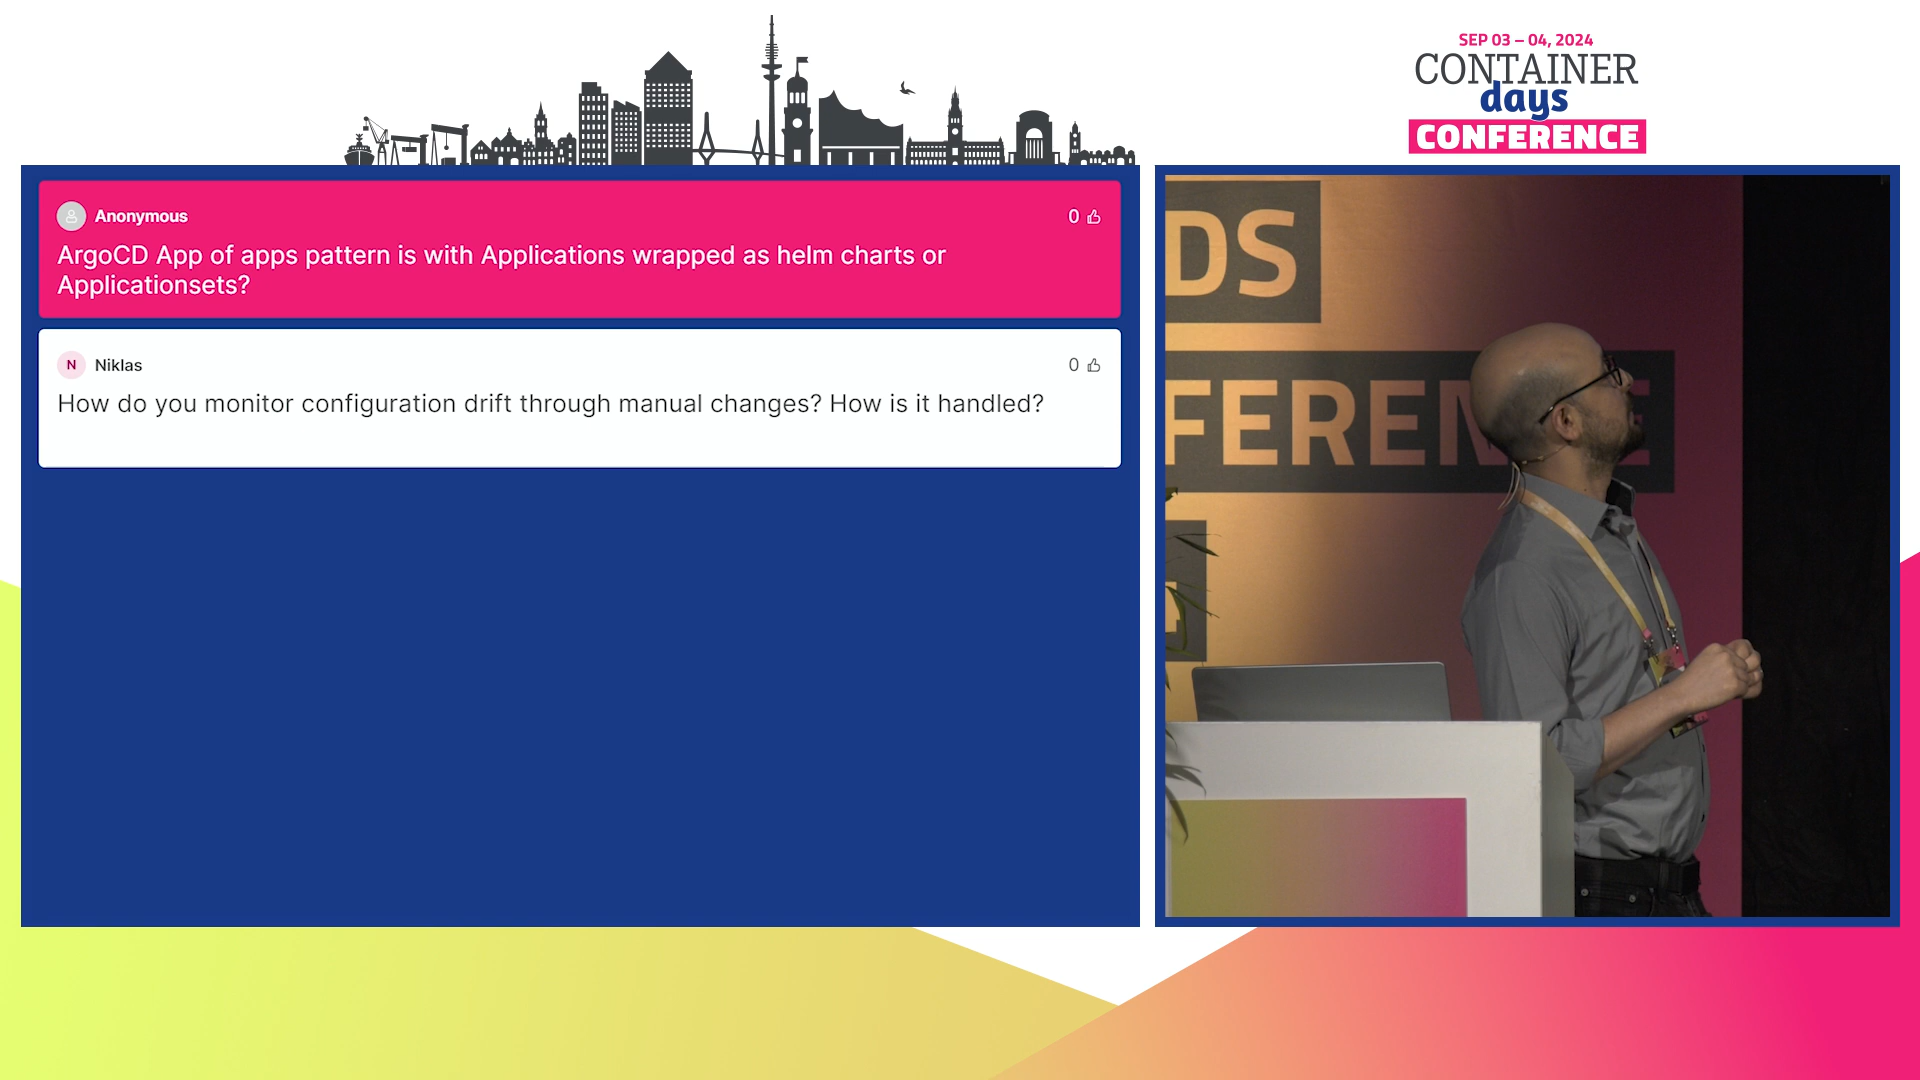 SEP 03 – 04, 2024
CONTAINER
days
CONFERENCE
Anonymous
0
ArgoCD App of apps pattern is with Applications wrapped as helm charts or
Applicationsets?
N Niklas
0
How do you monitor configuration drift through manual changes? How is it handled?
DS
FEREN E